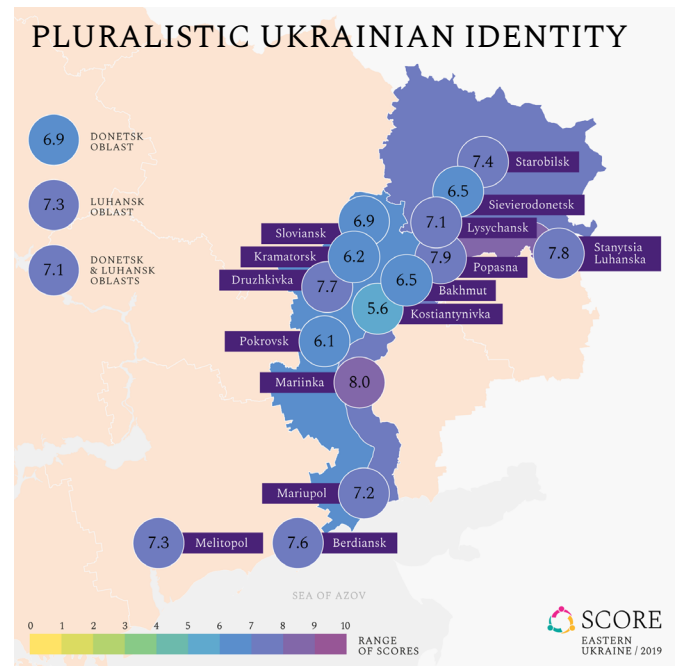 PLURALISTIC UKRAINIAN IDENTITY
6.9
DONETSK
OBLAST
7.3
LUHANSK
OBLAST
7.1
DONETSK
& LUHANSK
OBLASTS
7.4
Starobilsk
6.5
Sievierodonetsk
6.9
Sloviansk
7.1
Lysychansk
7.8
Stanytsia
Luhanska
6.2
Kramatorsk
7.9
Popasna
7.7
Druzhkivka
6.5
Bakhmut
5.6
Kostiantynivka
6.1
Pokrovsk
8.0
Mariinka
7.2
Mariupol
7.3
Melitopol
7.6
Berdiansk
SEA OF AZOV
0 1 2 3 4 5 6 7 8 9 10
RANGE
OF SCORES
SCORE
EASTERN
UKRAINE / 2019